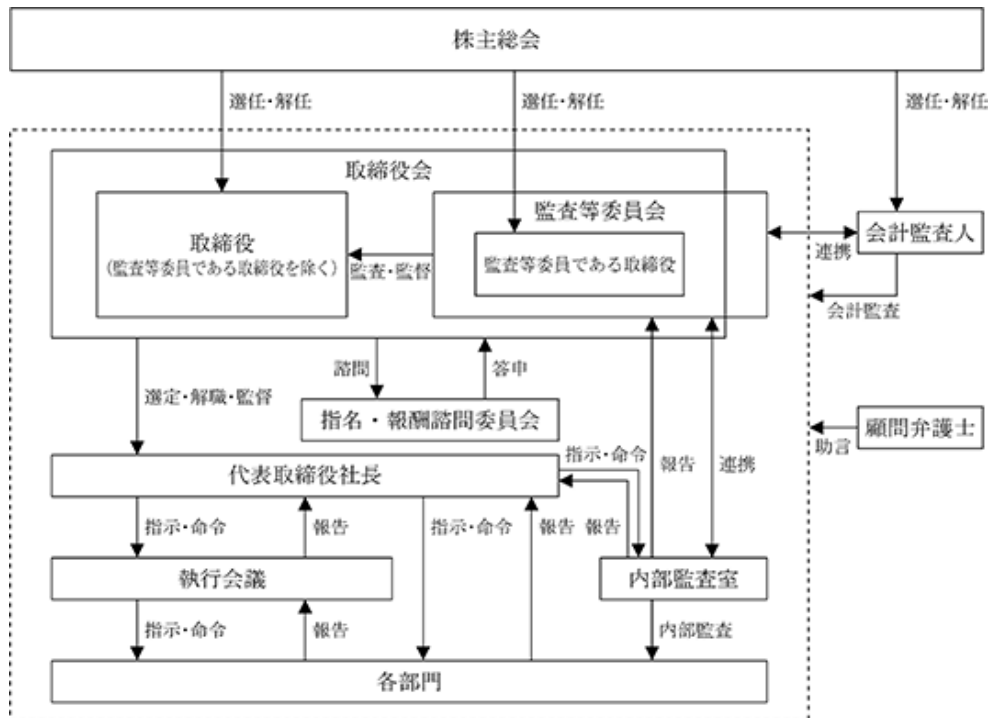 株主総会
選任・解任
選任・解任
選任・解任
取締役会
監査等委員会
取締役
（監査等委員である取締役を除く）
監査・監督
監査等委員である取締役
連携
会計監査人
会計監査
選定・解職・監督
諮問
答申
指名・報酬諮問委員会
顧問弁護士
助言
代表取締役社長
指示・命令
報告
連携
指示・命令
報告
指示・命令
報告
報告
執行会議
内部監査室
指示・命令
報告
内部監査
各部門